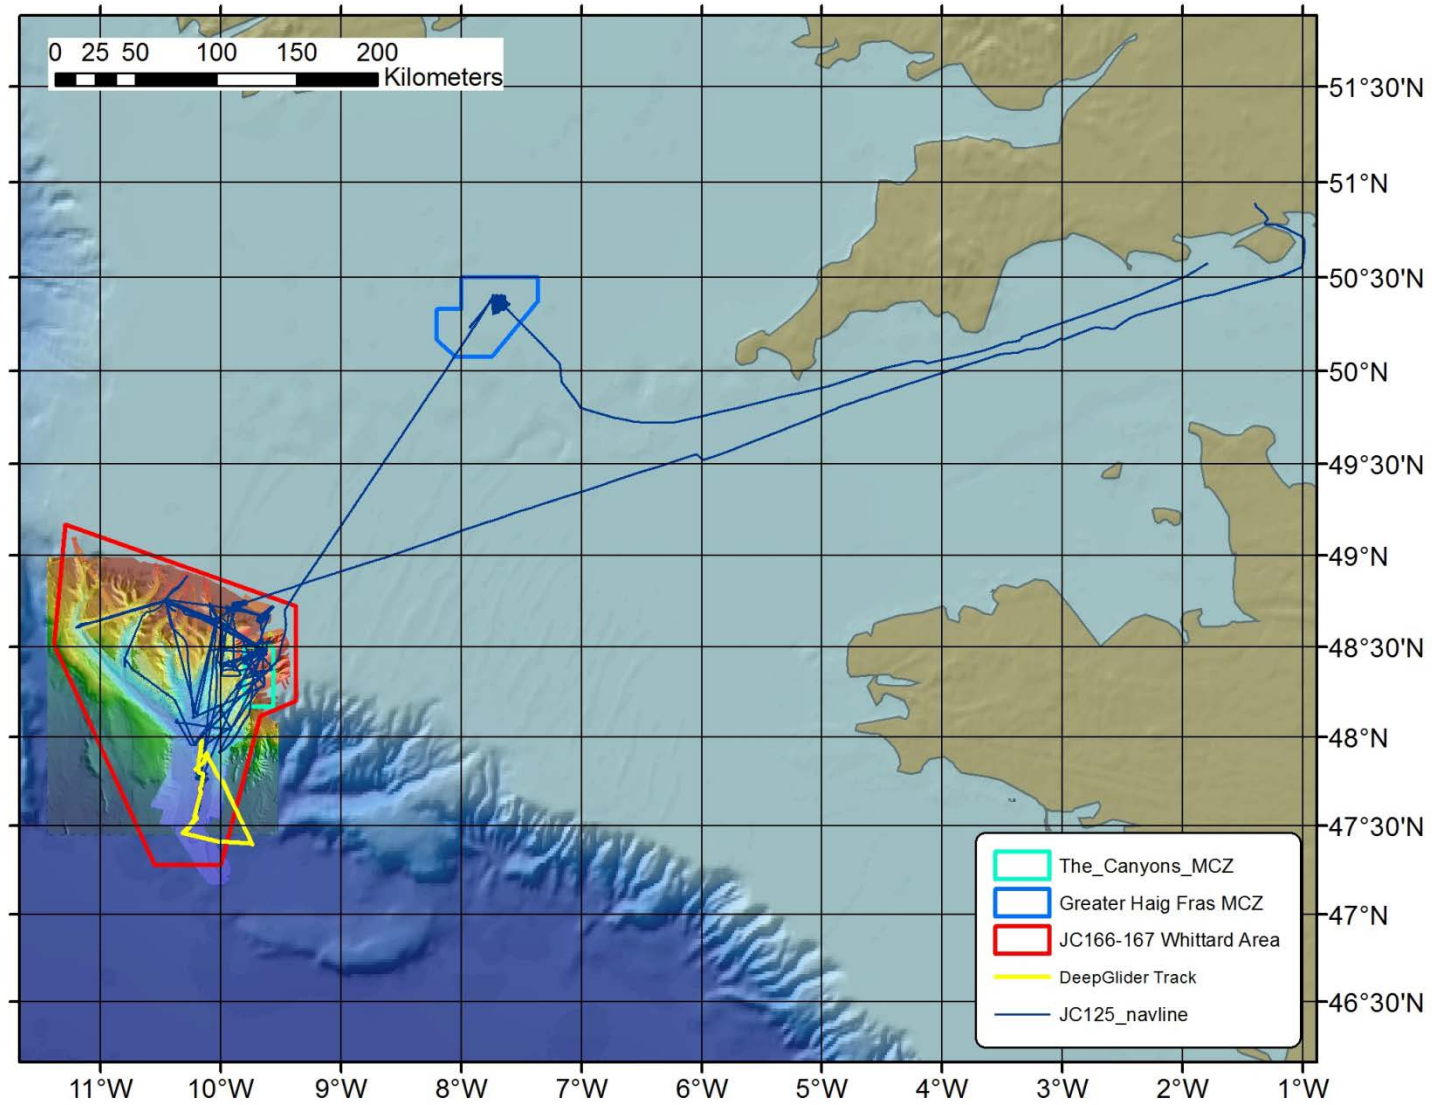 0 25 50 100 150 200
Kilometers
51°30'N
51°N
50°30'N
50°N
49°30'N
49°N
48°30'N
48°N
47°30'N
47°N
46°30'N
The_Canyons_MCZ
Greater Haig Fras MCZ
JC166-167 Whittard Area
DeepGlider Track
JC125_navline
11°W 10°W 9°W 8°W 7°W 6°W 5°W 4°W 3°W 2°W 1°W